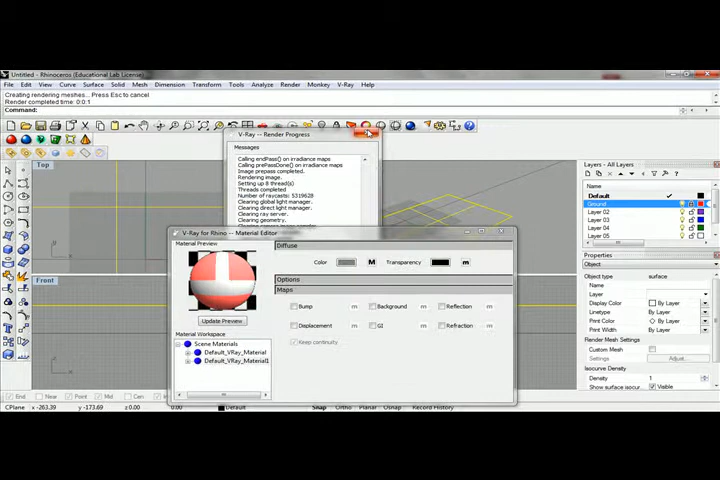 Untitled - Rhinoceros (Educational Lab License)
File Edit View Curve Surface Solid Mesh Dimension Transform Tools Analyze Render Monkey V-Ray Help
Creating rendering meshes... Press Esc to cancel
Render completed time: 0:0:1
Command:
V-Ray -- Render Progress
Messages
Calling endPass() on irradiance maps
Calling prePassDone() on irradiance maps
Image prepass completed.
Rendering image.
Setting up 8 thread(s)
Threads completed
Number of raycasts: 5319628
Clearing global light manager.
Clearing direct light manager.
Clearing ray server.
Clearing geometry.
Top
Front
Layers - All Layers
Name
Default
Ground
Layer 02
Layer 03
Layer 04
Layer 05
V-Ray for Rhino -- Material Editor
Material Preview
Update Preview
Material Workspace
Scene Materials
Default_VRay_Material
Default_VRay_Material1
Diffuse
Color M Transparency m
Options
Maps
Bump m Background m Reflection m
Displacement m GI m Refraction m
Keep continuity
Properties
Object
Object type surface
Name
Layer
Display Color By Layer
Linetype By Layer
Print Color By Layer
Print Width By Layer
Render Mesh Settings
Custom Mesh
Settings Adjust...
Isocurve Density
Density 1
Show surface isocur... Visible
End Near Point Mid Cen
CPlane x -263.39 y -173.69 z 0.00 Default Snap Ortho Planar Osnap Record History